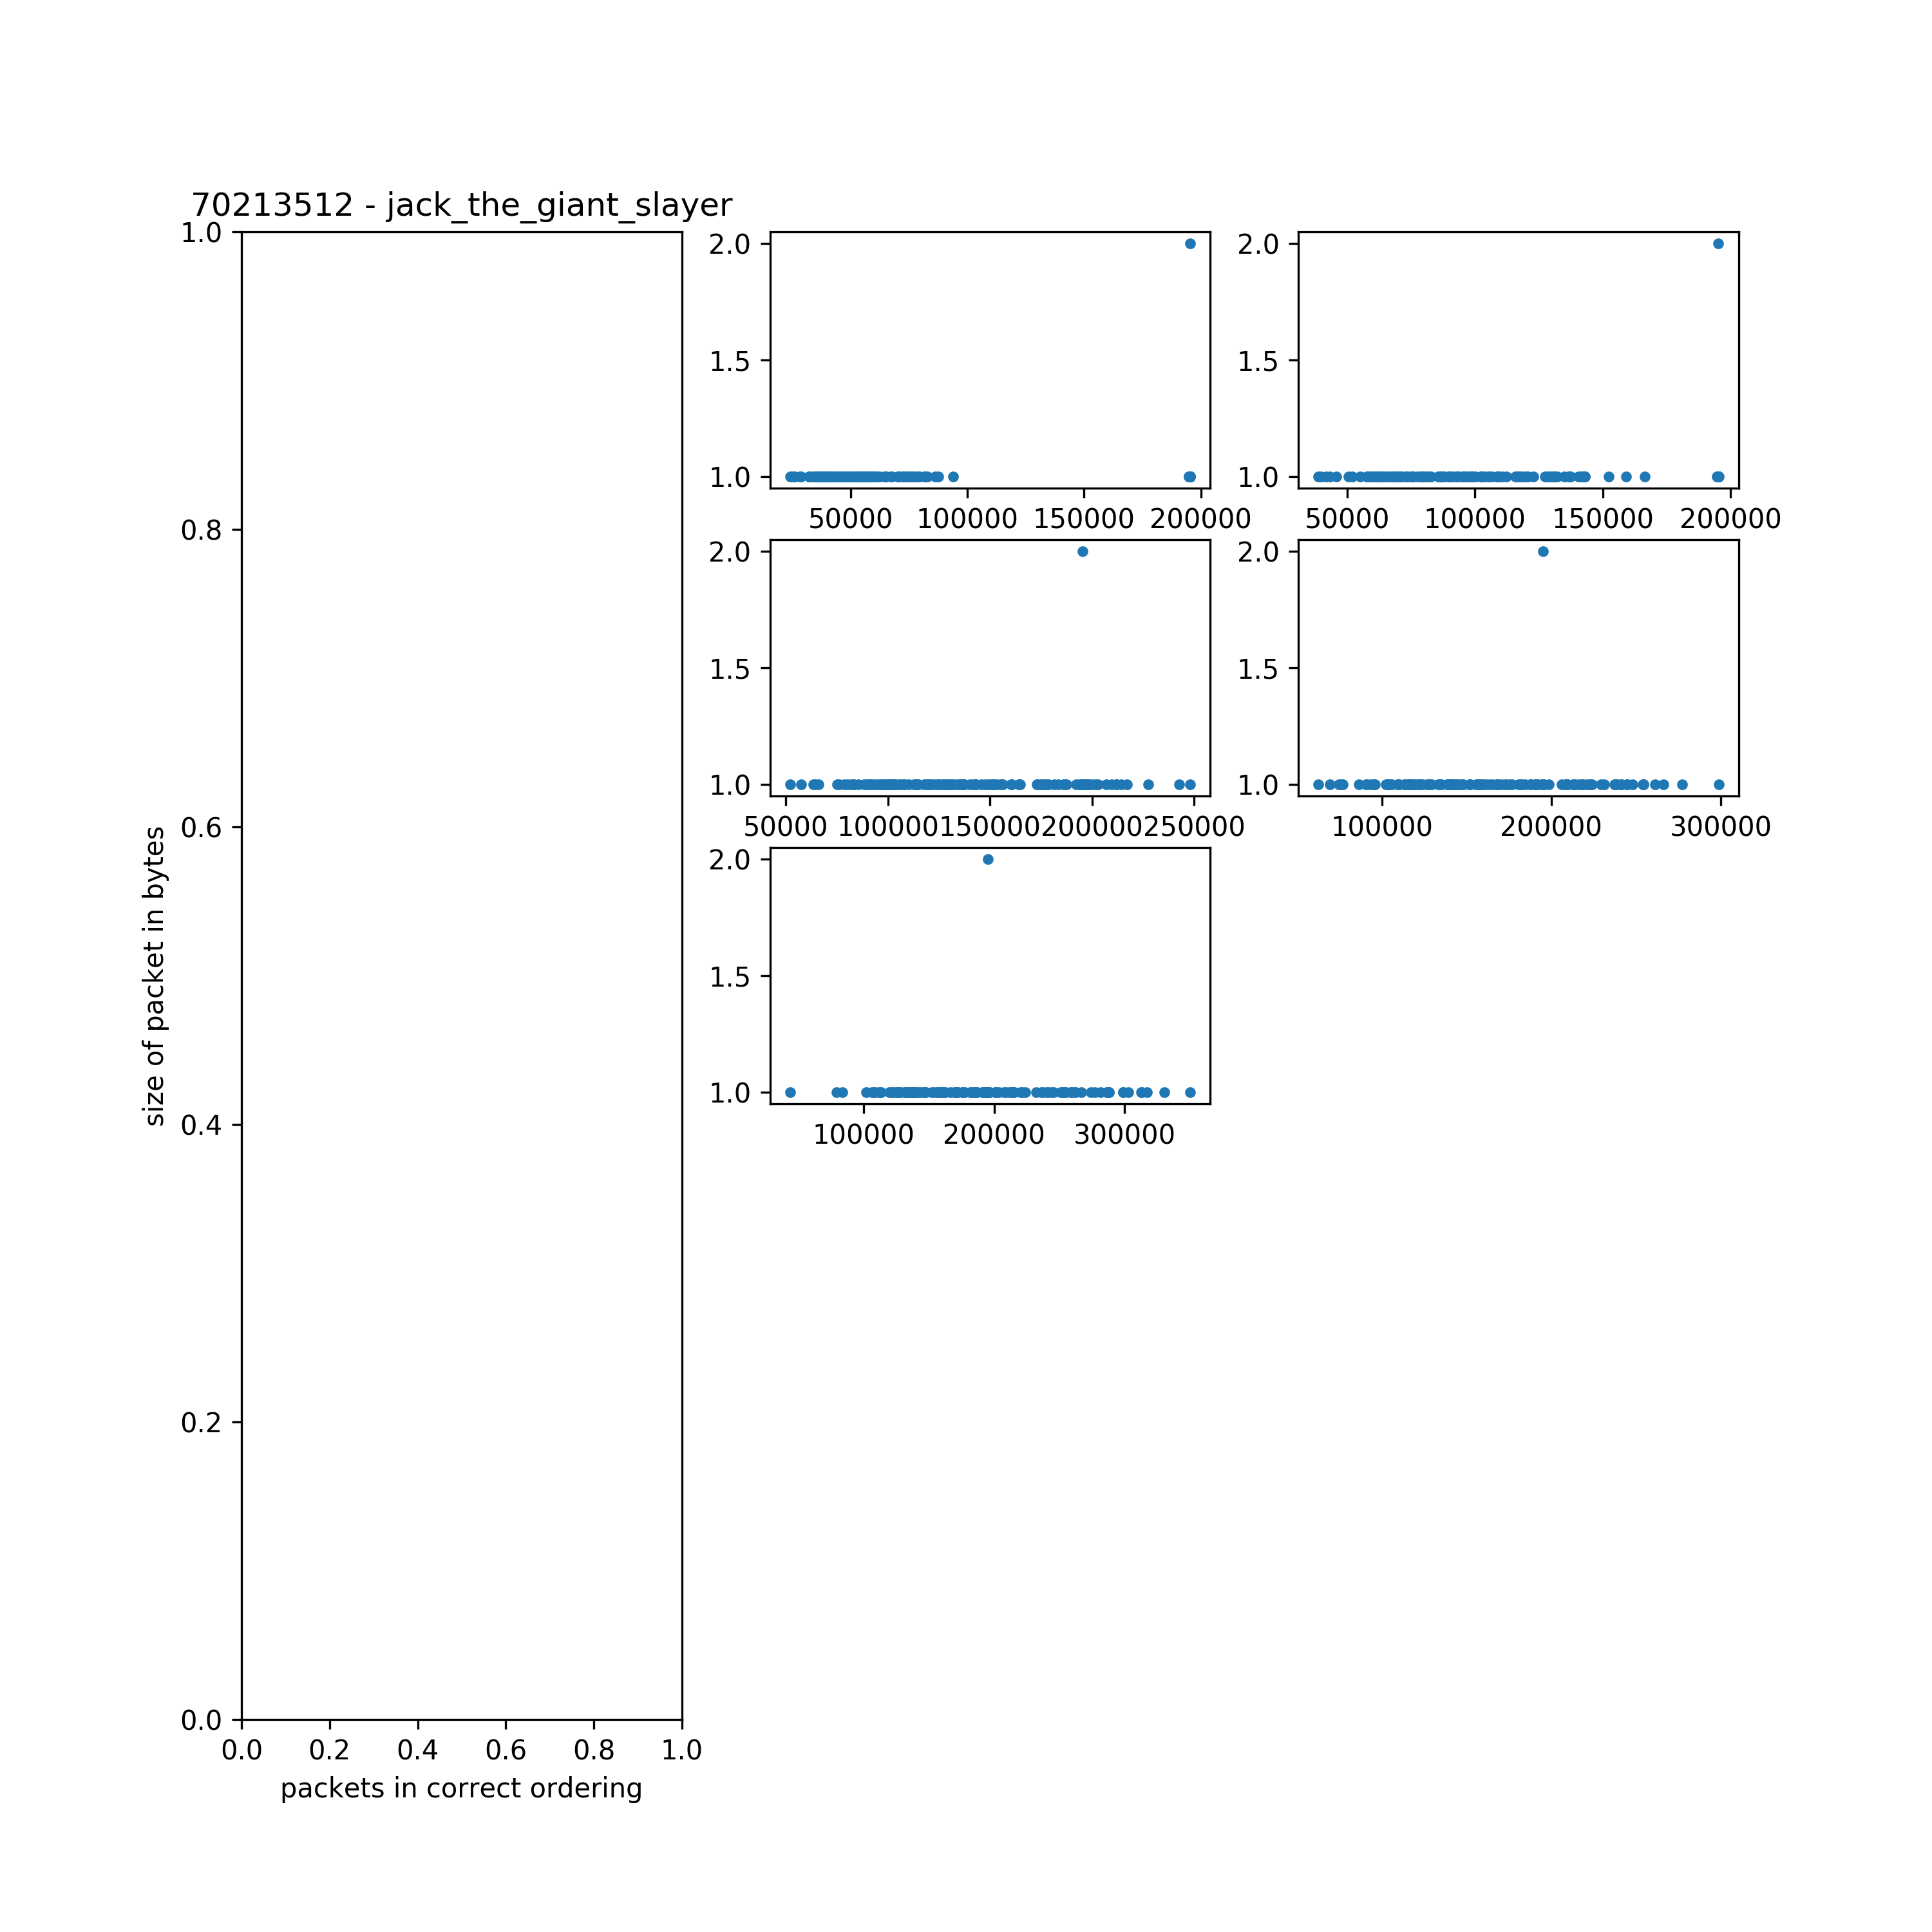 70213512 - jack_the_giant_slayer
1.0
0.8
0.6
0.4
0.2
0.0
size of packet in bytes
0.0 0.2 0.4 0.6 0.8 1.0
packets in correct ordering
2.0
1.5
1.0
50000 100000 150000 200000
2.0
1.5
1.0
50000 100000 150000 200000
2.0
1.5
1.0
50000 100000 150000 200000 250000
2.0
1.5
1.0
100000 200000 300000
2.0
1.5
1.0
100000 200000 300000